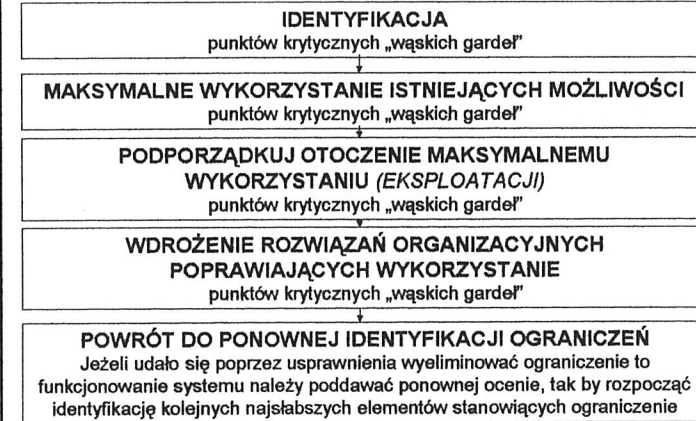 IDENTYFIKACJA
punktów krytycznych „wąskich gardeł”
MAKSYMALNE WYKORZYSTANIE ISTNIEJĄCYCH MOŻLIWOŚCI
punktów krytycznych „wąskich gardeł”
PODPORZĄDKUJ OTOCZENIE MAKSYMALNEMU
WYKORZYSTANIU (EKSPLOATACJI)
punktów krytycznych „wąskich gardeł”
WDROŻENIE ROZWIĄZAŃ ORGANIZACYJNYCH
POPRAWIAJĄCYCH WYKORZYSTANIE
punktów krytycznych „wąskich gardeł”
POWRÓT DO PONOWNEJ IDENTYFIKACJI OGRANICZEŃ
Jeżeli udało się poprzez usprawnienia wyeliminować ograniczenie to
funkcjonowanie systemu należy poddawać ponownej ocenie, tak by rozpocząć
identyfikację kolejnych najsłabszych elementów stanowiących ograniczenie